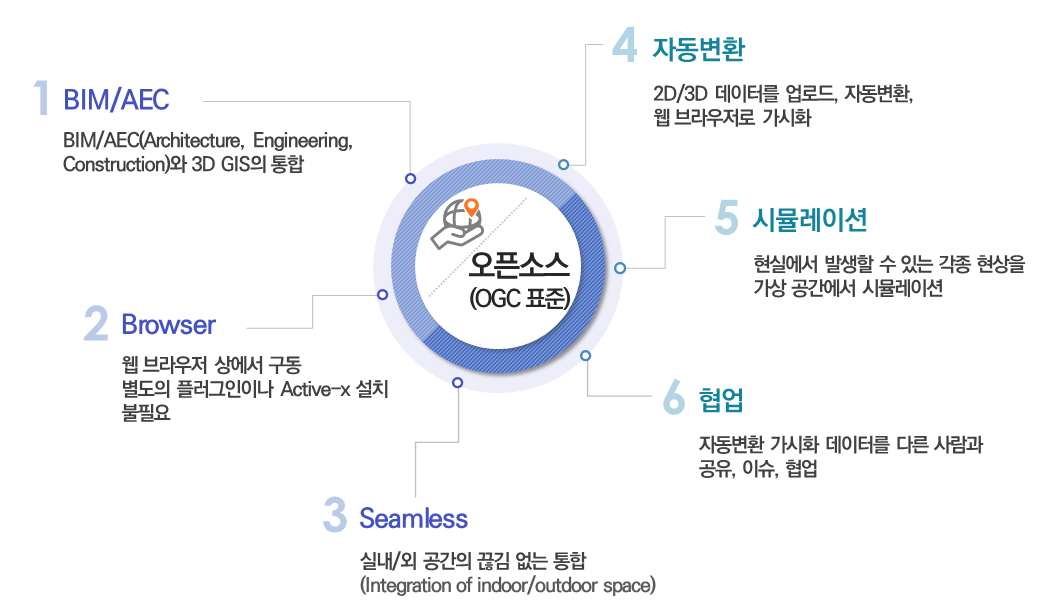 1 BIM/AEC
BIM/AEC(Architecture, Engineering,
Construction)와 3D GIS의 통합
2 Browser
웹 브라우저 상에서 구동
별도의 플러그인이나 Active-x 설치
불필요
3 Seamless
실내/외 공간의 끊김 없는 통합
(Integration of indoor/outdoor space)
오픈소스
(OGC 표준)
4 자동변환
2D/3D 데이터를 업로드, 자동변환,
웹 브라우저로 가시화
5 시뮬레이션
현실에서 발생할 수 있는 각종 현상을
가상 공간에서 시뮬레이션
6 협업
자동변환 가시화 데이터를 다른 사람과
공유, 이슈, 협업